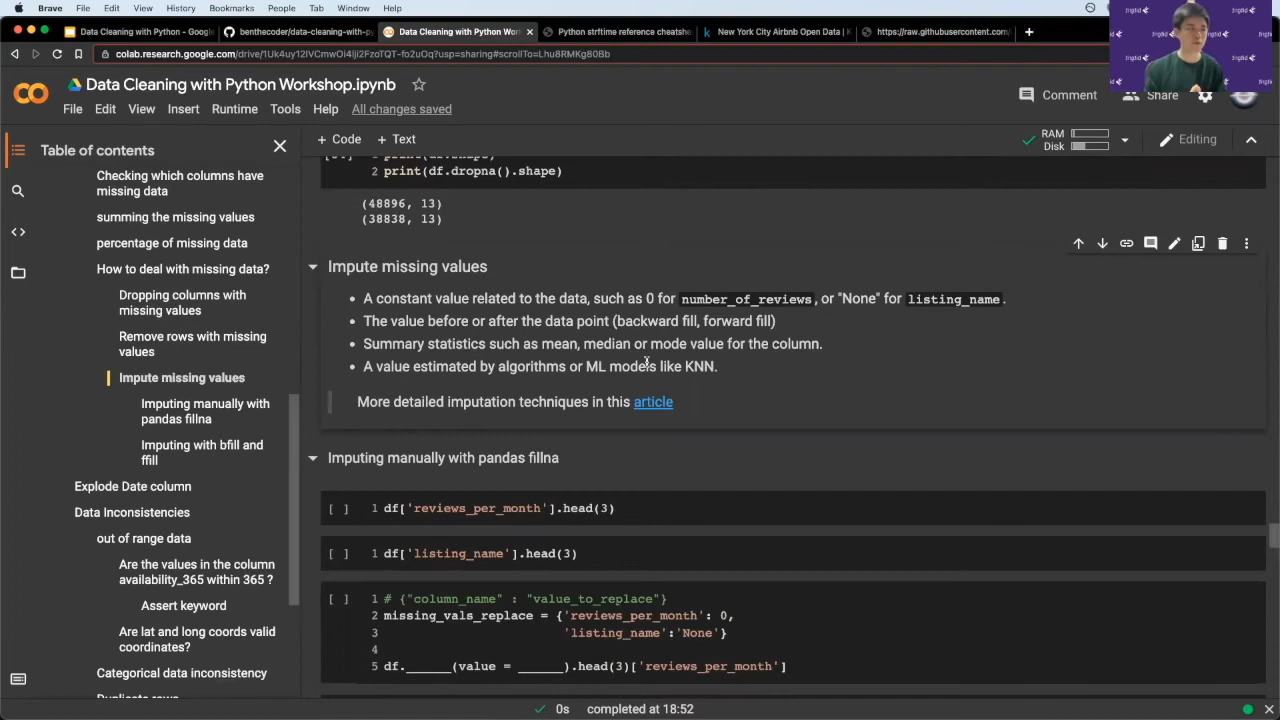 Brave File Edit View History Bookmarks People Tab Window Help
Data Cleaning with Python - Google
benthecoder/data-cleaning-with-py
Data Cleaning with Python Work
Python strftime reference cheatshe
New York City Airbnb Open Data | K
https://raw.githubusercontent.com/
colab.research.google.com/drive/1Uk4uy12IVCmwOi4lji2FzoTQT-fo2uOq?usp=sharing#scrollTo=Lhu8RMKg80Bb
Data Cleaning with Python Workshop.ipynb
File Edit View Insert Runtime Tools Help All changes saved
Comment
Share
+ Code + Text
RAM
Disk
Editing
Table of contents
Checking which columns have
missing data
summing the missing values
percentage of missing data
How to deal with missing data?
Dropping columns with
missing values
Remove rows with missing
values
Impute missing values
Imputing manually with
pandas fillna
Imputing with bfill and
ffill
Explode Date column
Data Inconsistencies
out of range data
Are the values in the column
availability_365 within 365 ?
Assert keyword
Are lat and long coords valid
coordinates?
Categorical data inconsistency
Duplicate rows
1 print(df.shape)
2 print(df.dropna().shape)
(48896, 13)
(38838, 13)
Impute missing values
• A constant value related to the data, such as 0 for number_of_reviews, or "None" for listing_name.
• The value before or after the data point (backward fill, forward fill)
• Summary statistics such as mean, median or mode value for the column.
• A value estimated by algorithms or ML models like KNN.
More detailed imputation techniques in this article
Imputing manually with pandas fillna
[ ] 1 df['reviews_per_month'].head(3)
[ ] 1 df['listing_name'].head(3)
[ ] 1 # {"column_name" : "value_to_replace"}
2 missing_vals_replace = {'reviews_per_month': 0,
3 'listing_name':'None'}
4
5 df.______(value = ______).head(3)['reviews_per_month']
0s completed at 18:52